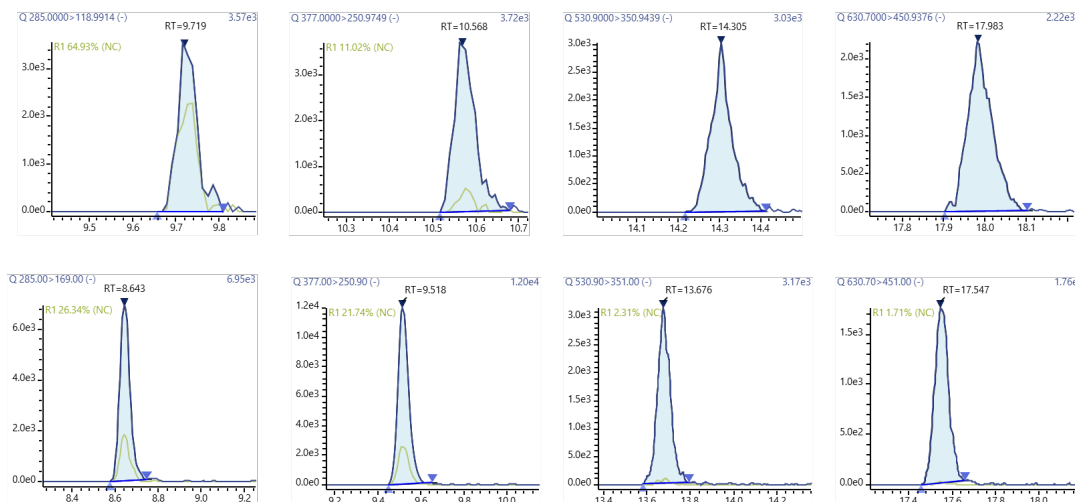 Q 285.0000>118.9914 (-) 3.57e3
RT=9.719
R1 64.93% (NC)
3.0e3
2.0e3
1.0e3
0.0e0
9.5 9.6 9.7 9.8
Q 377.0000>250.9749 (-) 3.72e3
RT=10.568
R1 11.02% (NC)
3.0e3
2.0e3
1.0e3
0.0e0
10.3 10.4 10.5 10.6 10.7
Q 530.9000>350.9439 (-) 3.03e3
RT=14.305
3.0e3
2.5e3
2.0e3
1.5e3
1.0e3
5.0e2
0.0e0
14.1 14.2 14.3 14.4
Q 630.7000>450.9376 (-) 2.22e3
RT=17.983
2.0e3
1.5e3
1.0e3
5.0e2
0.0e0
17.8 17.9 18.0 18.1
Q 285.00>169.00 (-) 6.95e3
RT=8.643
R1 26.34% (NC)
6.0e3
4.0e3
2.0e3
0.0e0
8.4 8.6 8.8 9.0 9.2
Q 377.00>250.90 (-) 1.20e4
RT=9.518
R1 21.74% (NC)
1.2e4
1.0e4
8.0e3
6.0e3
4.0e3
2.0e3
0.0e0
9.2 9.4 9.6 9.8 10.0
Q 530.90>351.00 (-) 3.17e3
RT=13.676
R1 2.31% (NC)
3.0e3
2.5e3
2.0e3
1.5e3
1.0e3
5.0e2
0.0e0
13.4 13.6 13.8 14.0 14.2
Q 630.70>451.00 (-) 1.76e
RT=17.547
R1 1.71% (NC)
1.5e3
1.0e3
5.0e2
0.0e0
17.4 17.6 17.8 18.0